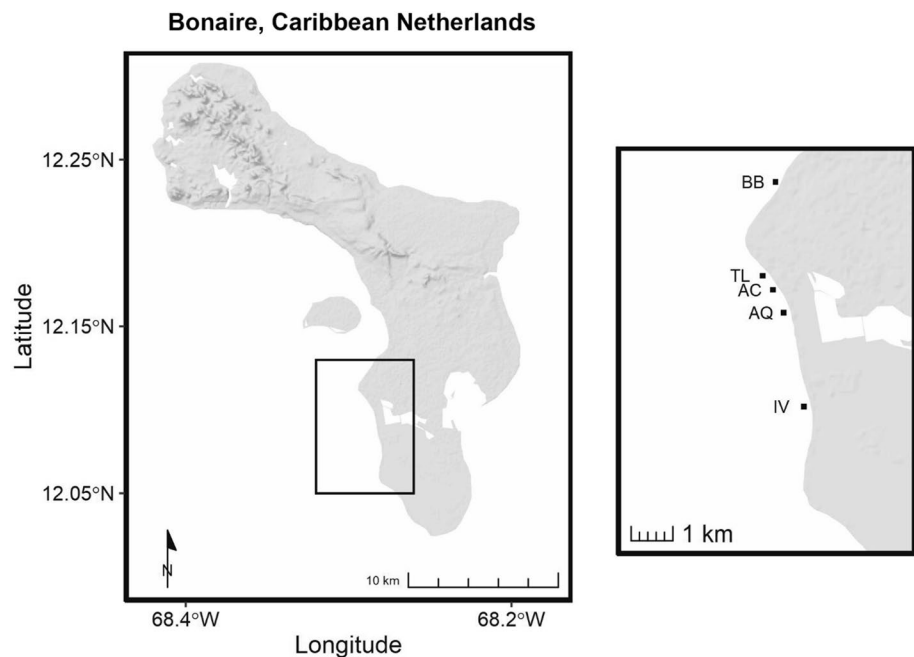 Bonaire, Caribbean Netherlands
12.25°N
12.15°N
12.05°N
Latitude
N
10 km
68.4°W
68.2°W
Longitude
BB
TL
AC
AQ
IV
1 km